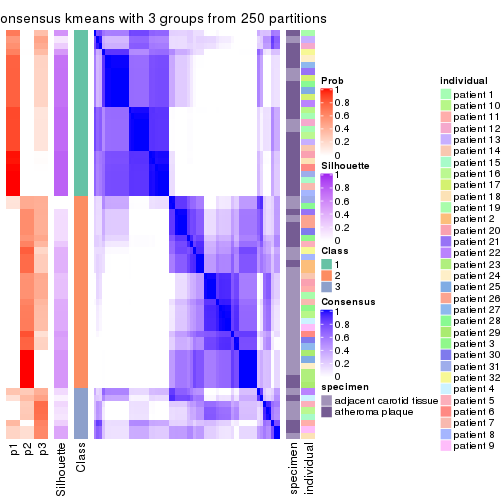 onsensus kmeans with 3 groups from 250 partitions
Prob
1
0.8
0.6
0.4
0.2
0
Silhouette
1
0.8
0.6
0.4
0.2
0
Class
1
2
3
Consensus
1
0.8
0.6
0.4
0.2
0
specimen
adjacent carotid tissue
atheroma plaque
individual
patient 1
patient 10
patient 11
patient 12
patient 13
patient 14
patient 15
patient 16
patient 17
patient 18
patient 19
patient 2
patient 20
patient 21
patient 22
patient 23
patient 24
patient 25
patient 26
patient 27
patient 28
patient 29
patient 3
patient 30
patient 31
patient 32
patient 4
patient 5
patient 6
patient 7
patient 8
patient 9
p1
p2
p3
Silhouette
Class
specimen
individual